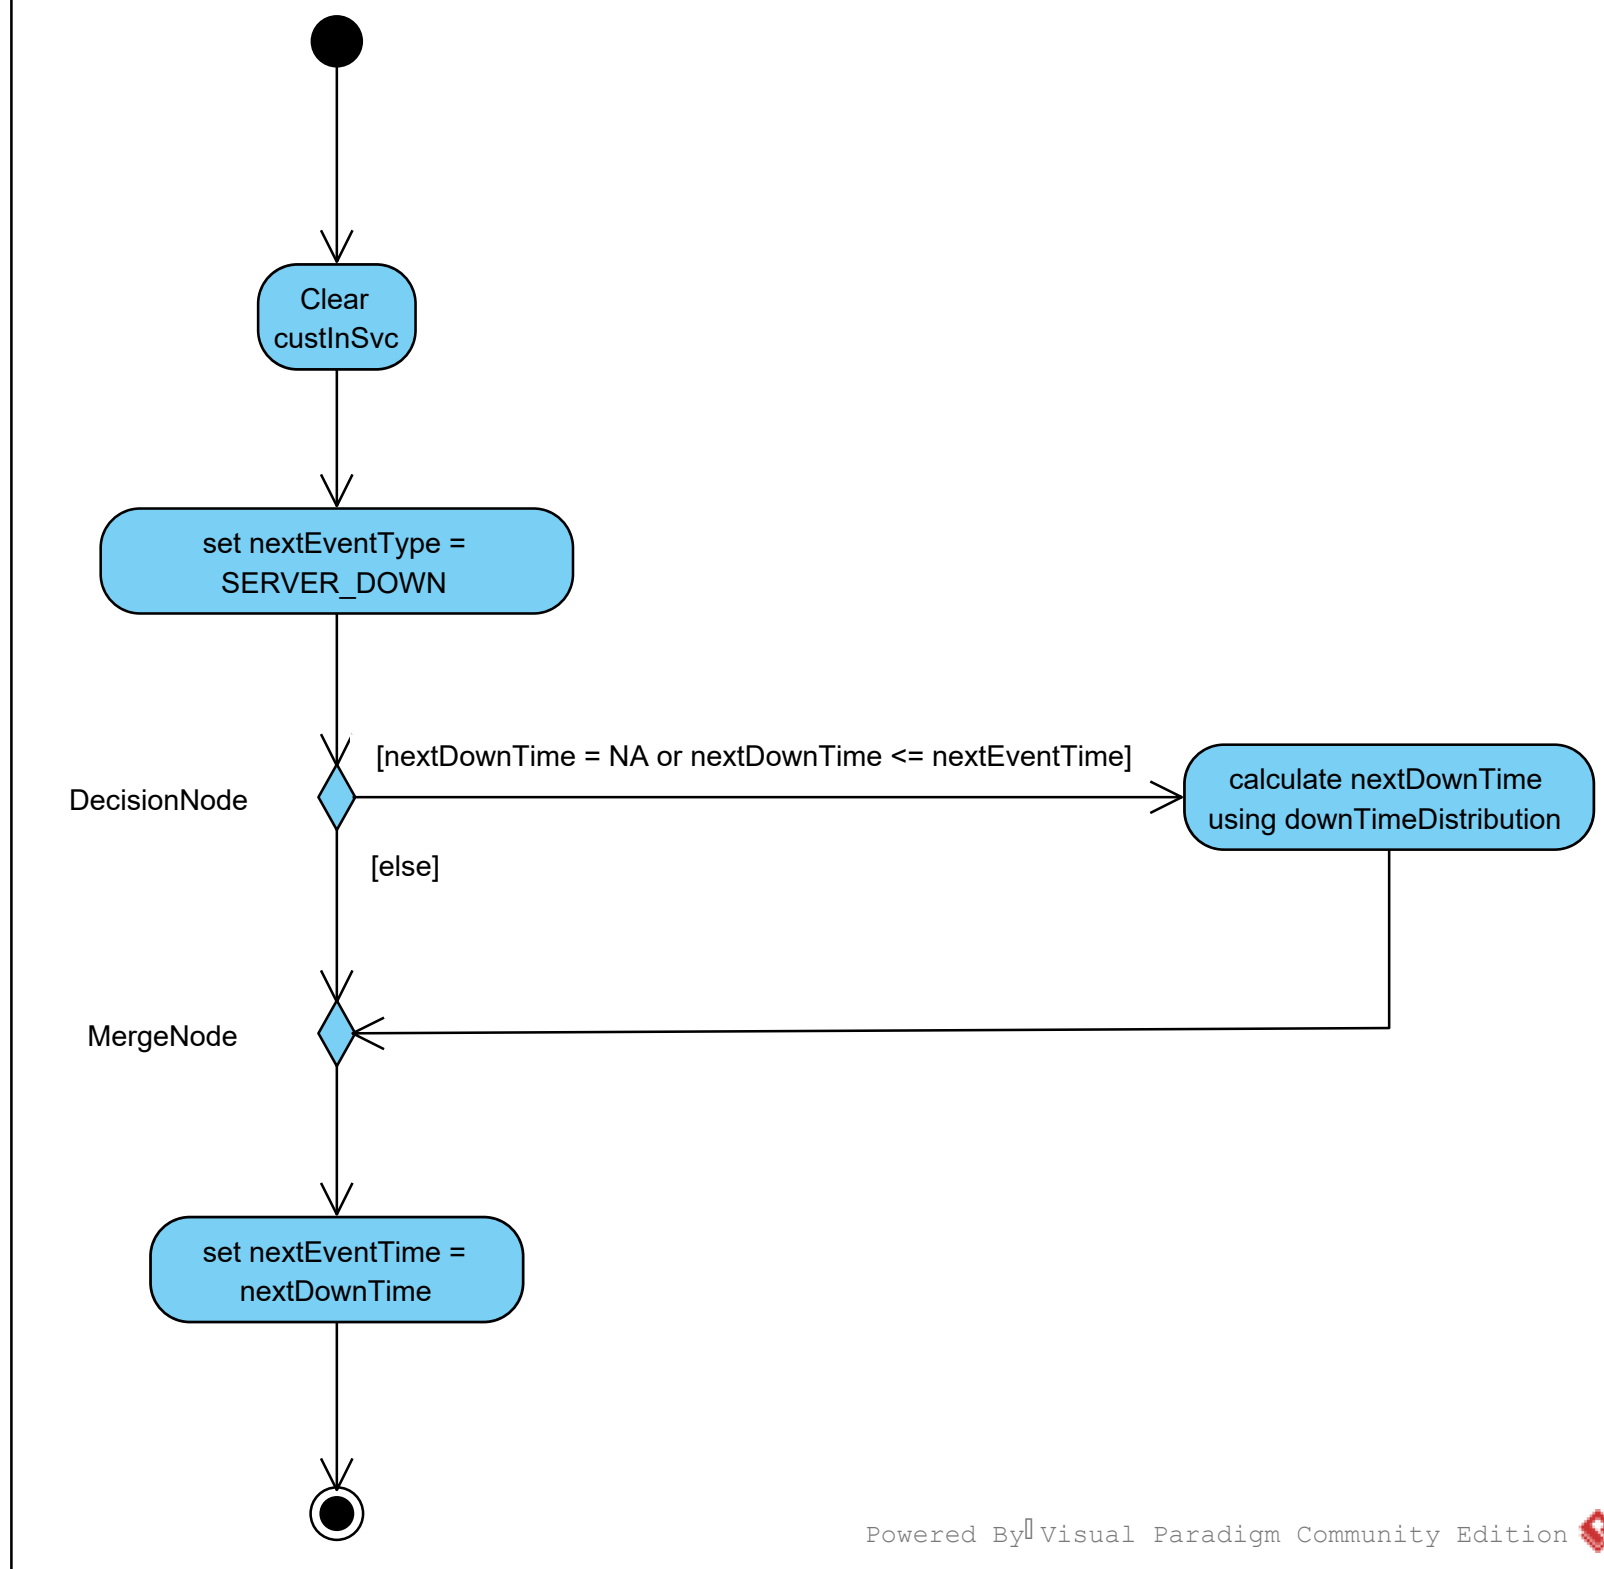 Clear
custInSvc
set nextEventType =
SERVER_DOWN
[nextDownTime = NA or nextDownTime <= nextEventTime]
calculate nextDownTime
using downTimeDistribution
DecisionNode
[else]
MergeNode
set nextEventTime =
nextDownTime
Powered By Visual Paradigm Community Edition